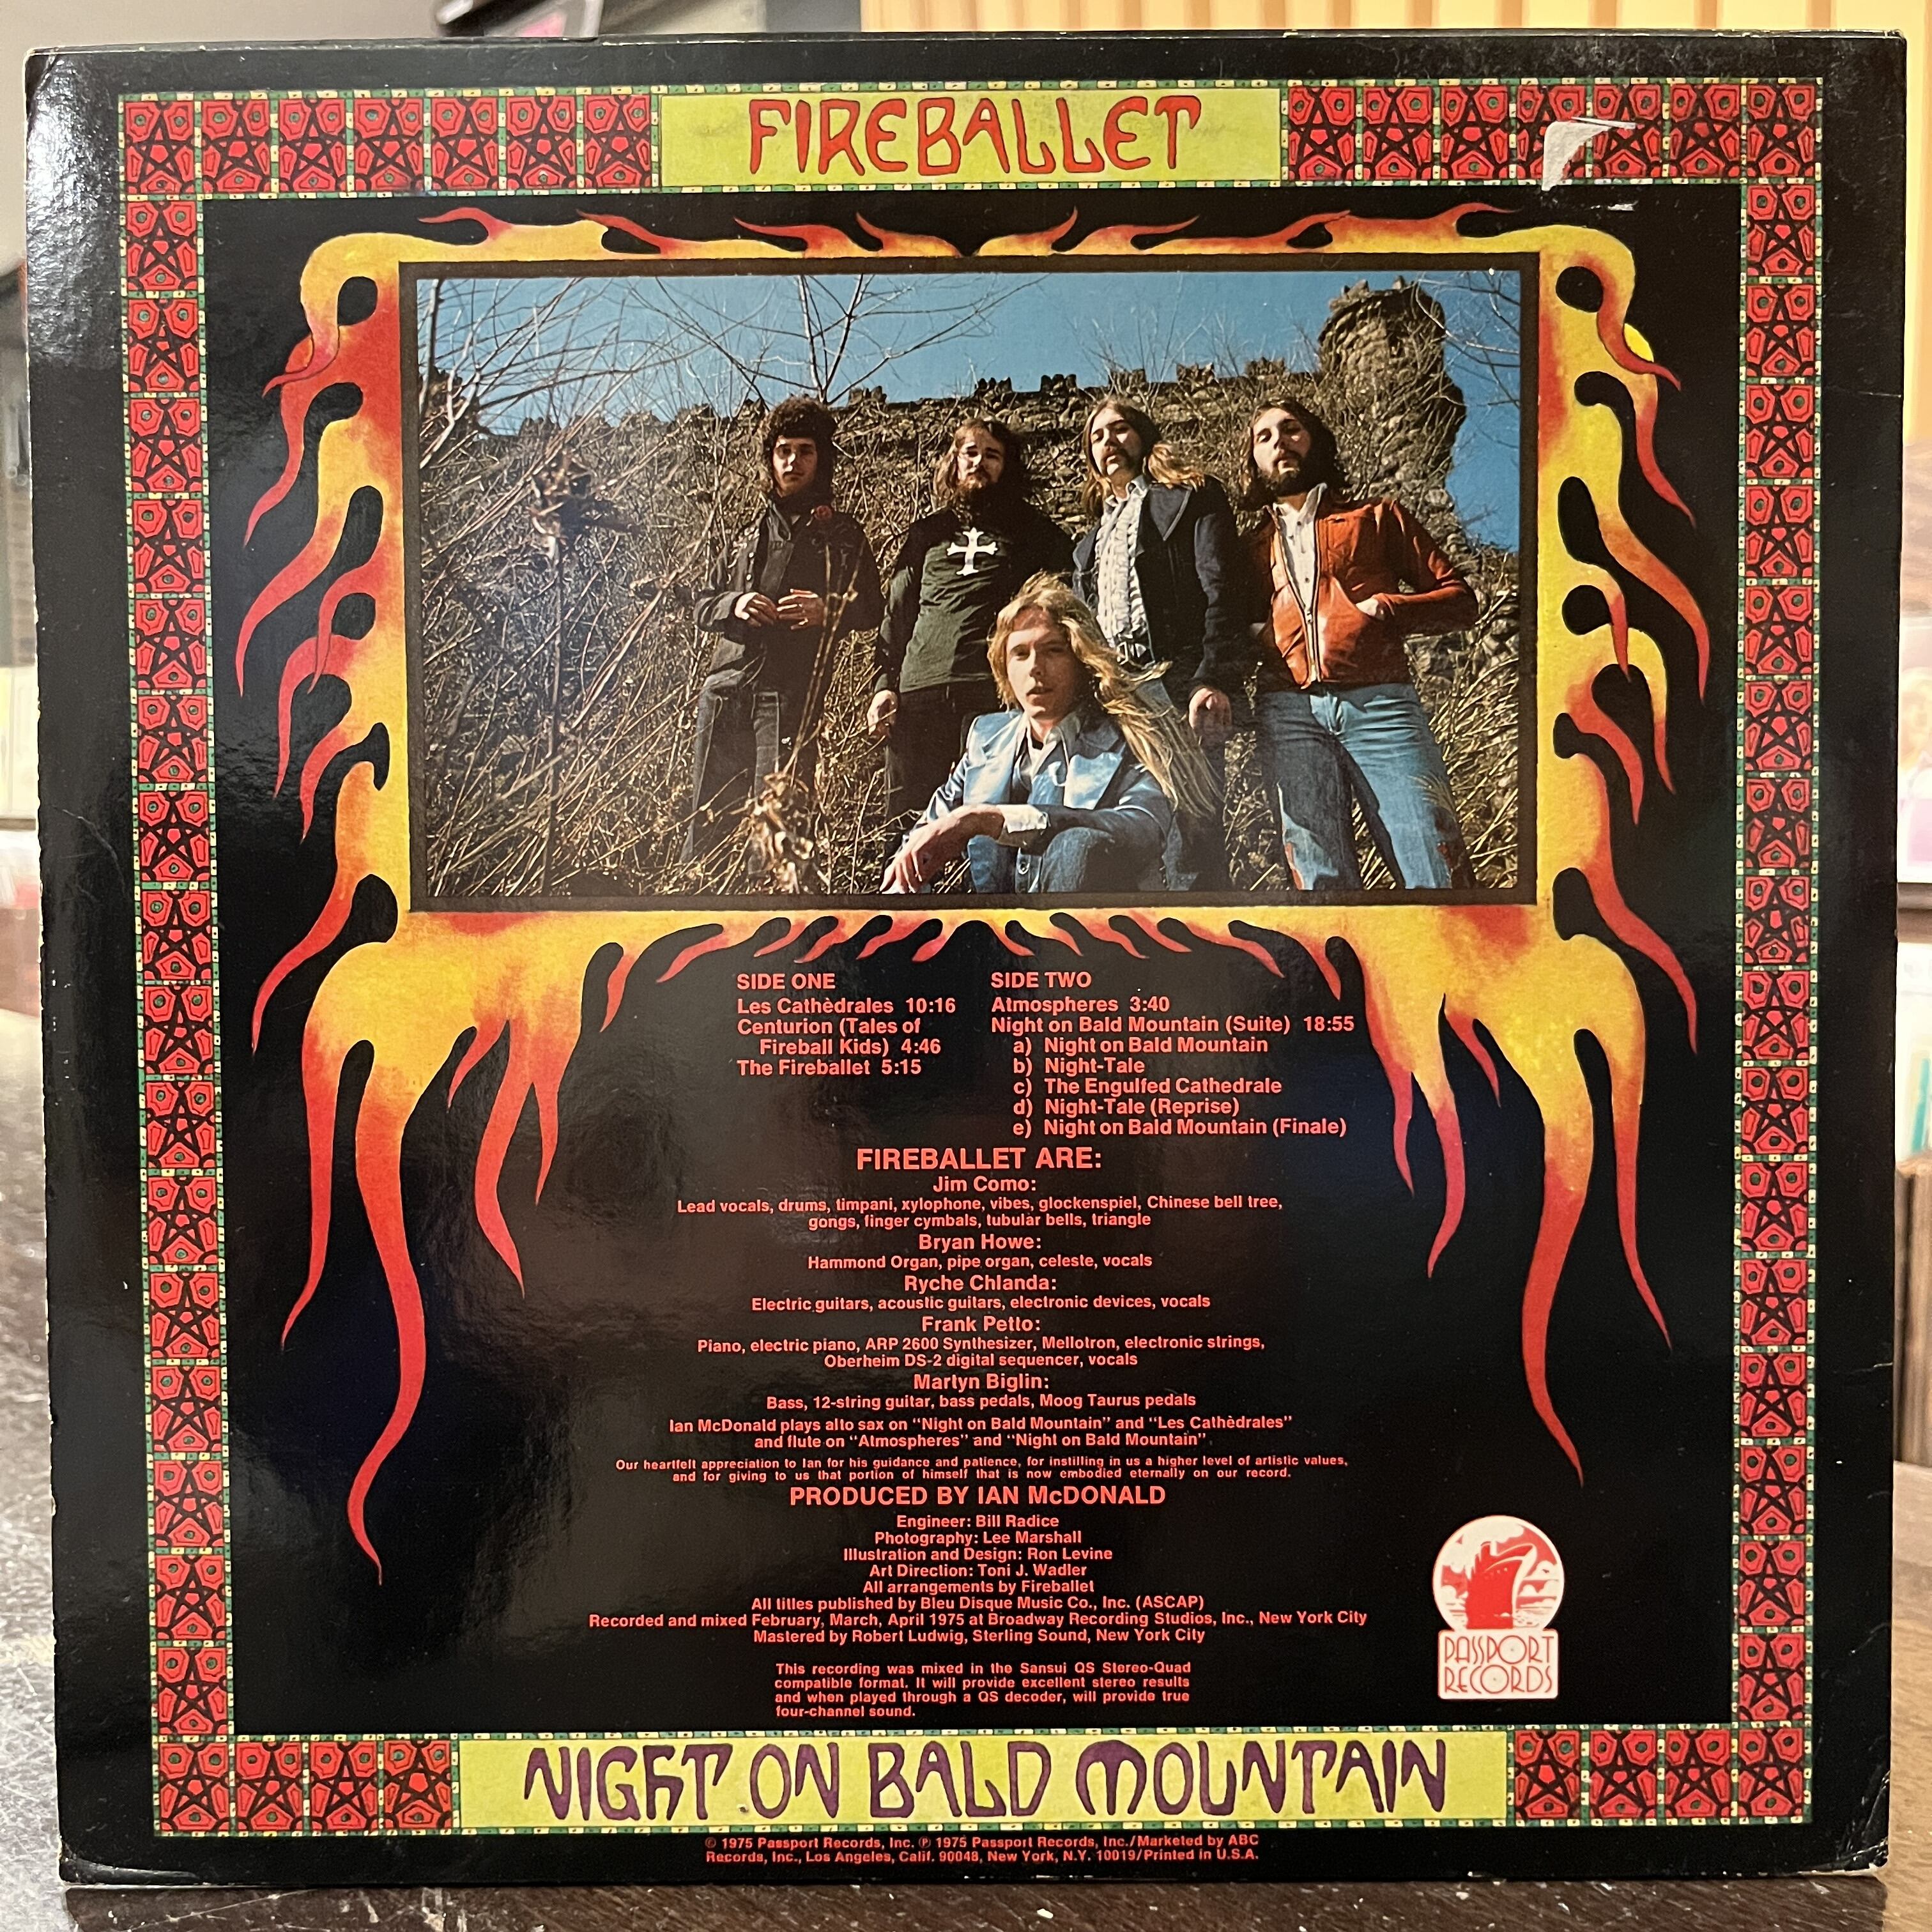 FIREBALLET
SIDE ONE
Les Cathèdrales 10:16
Centurion (Tales of
Fireball Kids) 4:46
The Fireballet 5:15
SIDE TWO
Atmospheres 3:40
Night on Bald Mountain (Suite) 18:55
a) Night on Bald Mountain
b) Night-Tale
c) The Engulfed Cathedrale
d) Night-Tale (Reprise)
e) Night on Bald Mountain (Finale)
FIREBALLET ARE:
Jim Como:
Lead vocals, drums, timpani, xylophone, vibes, glockenspiel, Chinese bell tree,
gongs, finger cymbals, tubular bells, triangle
Bryan Howe:
Hammond Organ, pipe organ, celeste, vocals
Ryche Chlanda:
Electric guitars, acoustic guitars, electronic devices, vocals
Frank Petto:
Piano, electric piano, ARP 2600 Synthesizer, Mellotron, electronic strings,
Oberheim DS-2 digital sequencer, vocals
Martyn Biglin:
Bass, 12-string guitar, bass pedals, Moog Taurus pedals
Ian McDonald plays alto sax on "Night on Bald Mountain" and "Les Cathèdrales"
and flute on "Atmospheres" and "Night on Bald Mountain"
Our heartfelt appreciation to Ian for his guidance and patience, for instilling in us a higher level of artistic values,
and for giving to us that portion of himself that is now embodied eternally on our record.
PRODUCED BY IAN McDONALD
Engineer: Bill Radice
Photography: Lee Marshall
Illustration and Design: Ron Levine
Art Direction: Toni J. Wadler
All arrangements by Fireballet
All titles published by Bleu Disque Music Co., Inc. (ASCAP)
Recorded and mixed February, March, April 1975 at Broadway Recording Studios, Inc., New York City
Mastered by Robert Ludwig, Sterling Sound, New York City
This recording was mixed in the Sansui QS Stereo-Quad
compatible format. It will provide excellent stereo results
and when played through a QS decoder, will provide true
four-channel sound.
PASSPORT
RECORDS
NIGHT ON BALD MOUNTAIN
© 1975 Passport Records, Inc. ℗ 1975 Passport Records, Inc./Marketed by ABC
Records, Inc., Los Angeles, Calif. 90048, New York, N.Y. 10019/Printed in U.S.A.